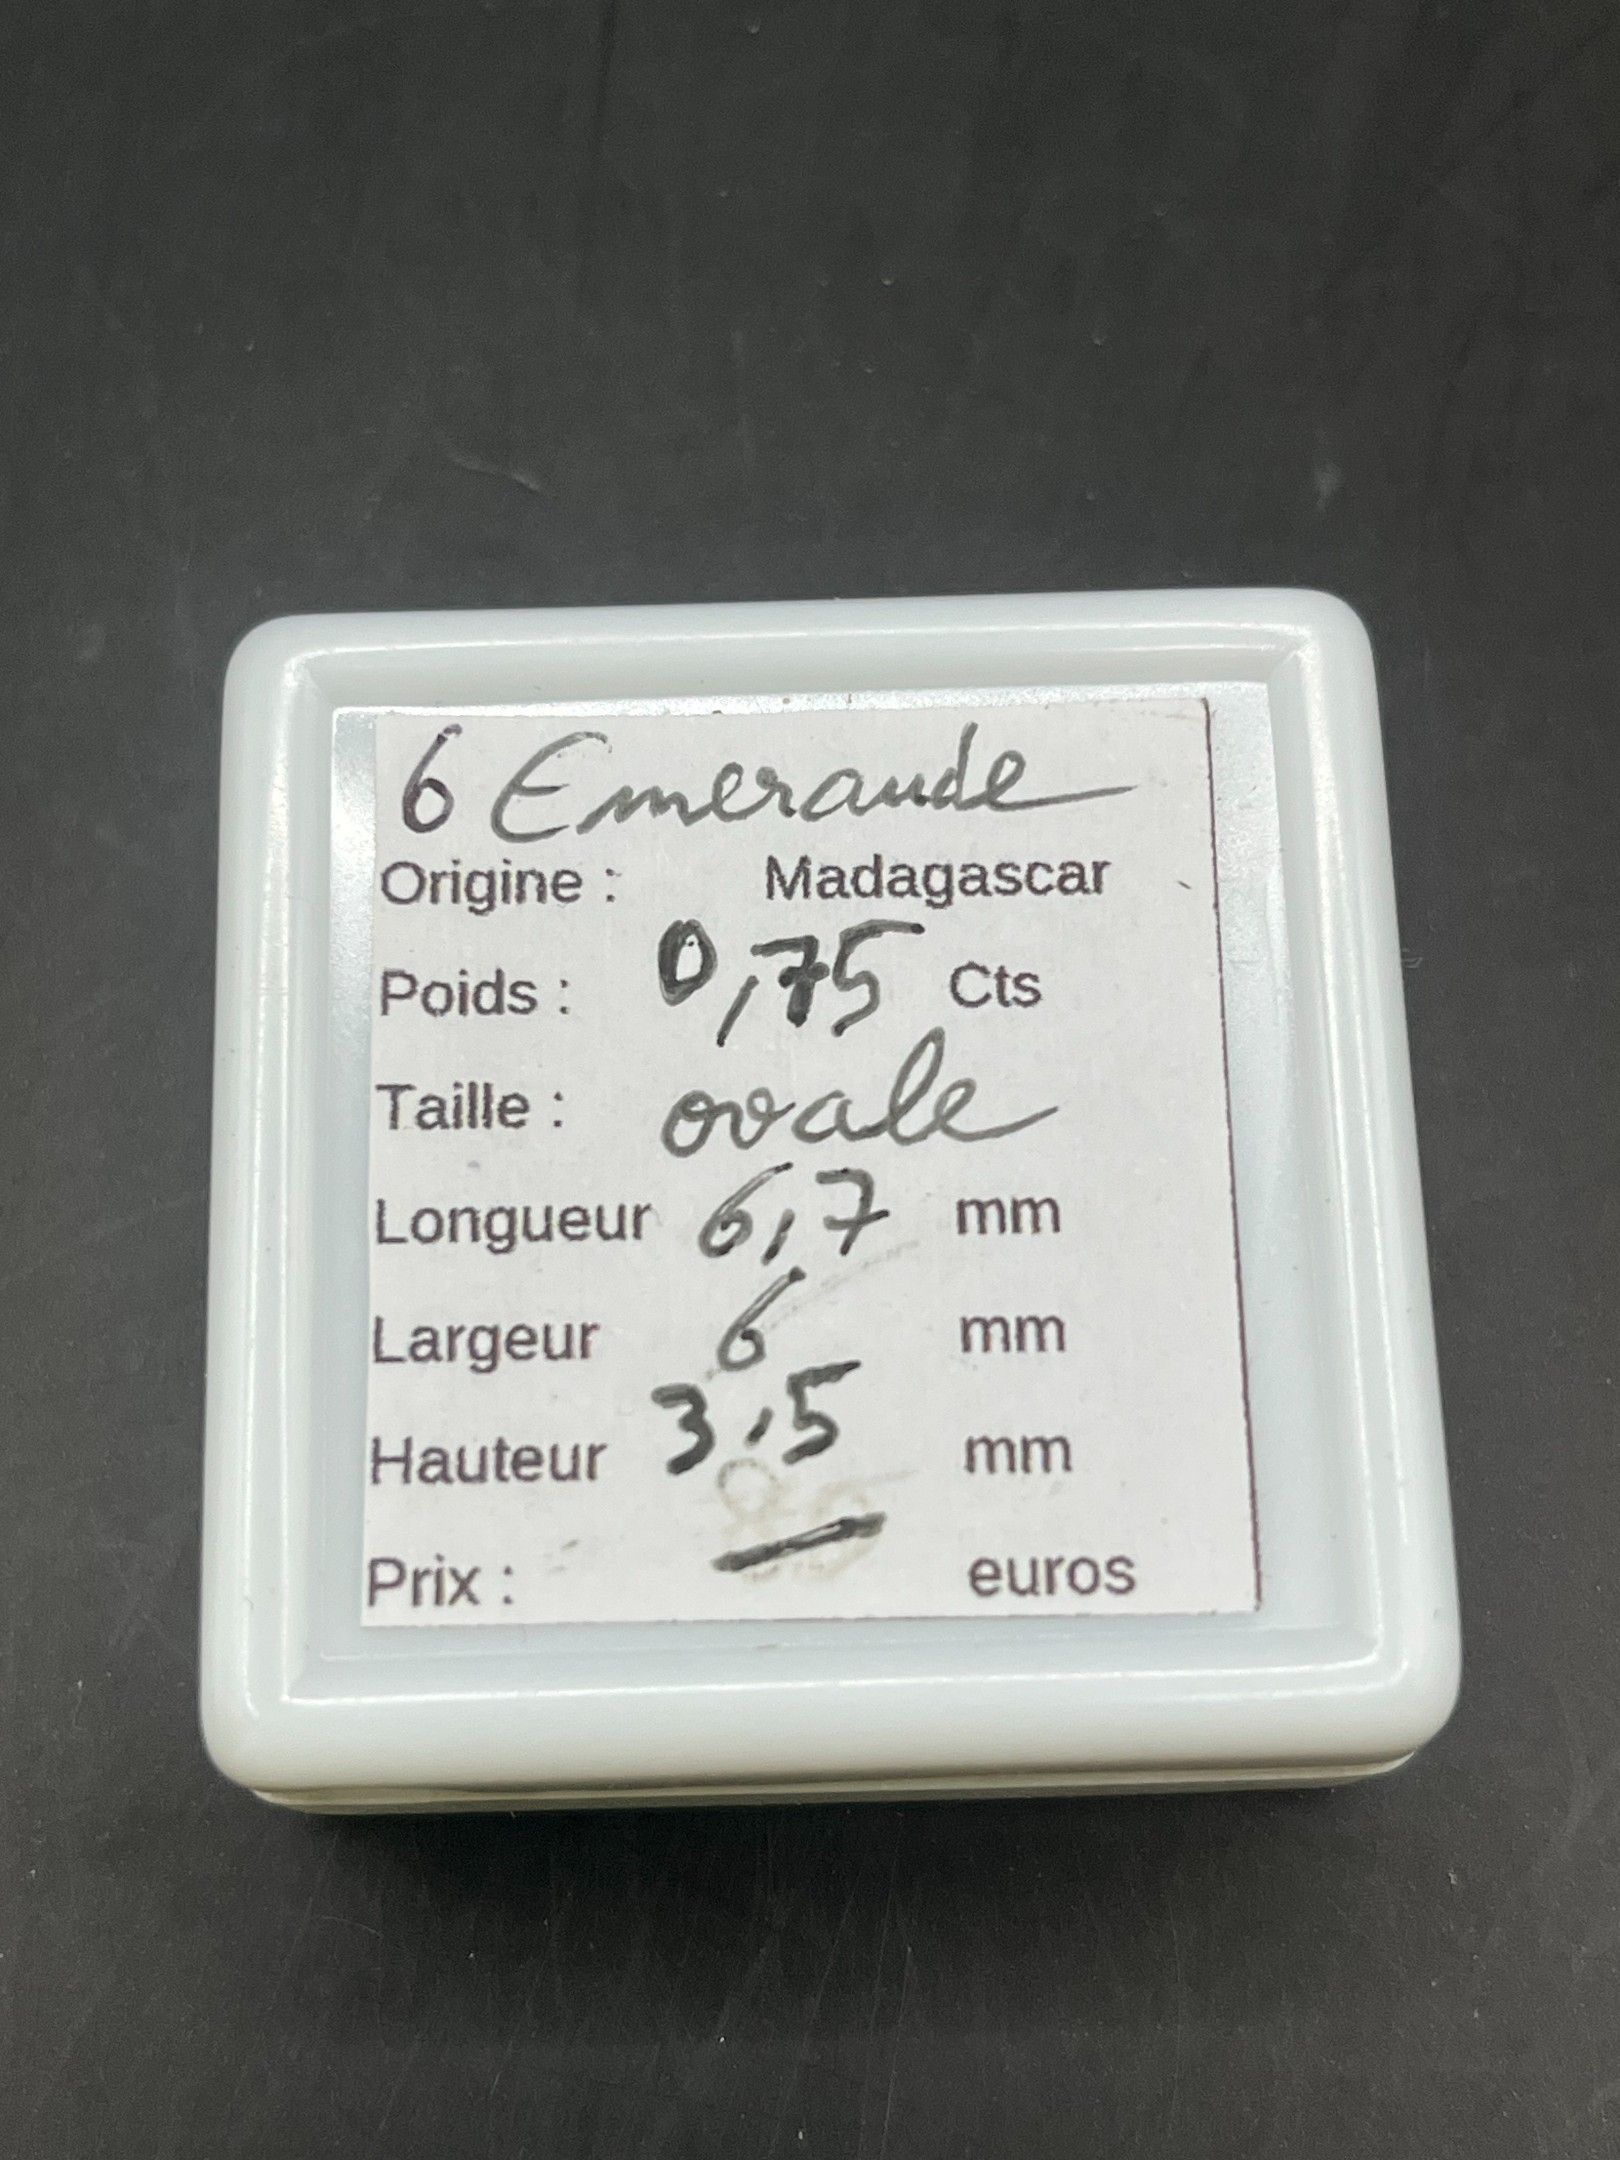 6 Emeraude
Origine : Madagascar
Poids : 0,75 Cts
Taille : ovale
Longueur 6,7 mm
Largeur 6 mm
Hauteur 3,5 mm
Prix : — euros